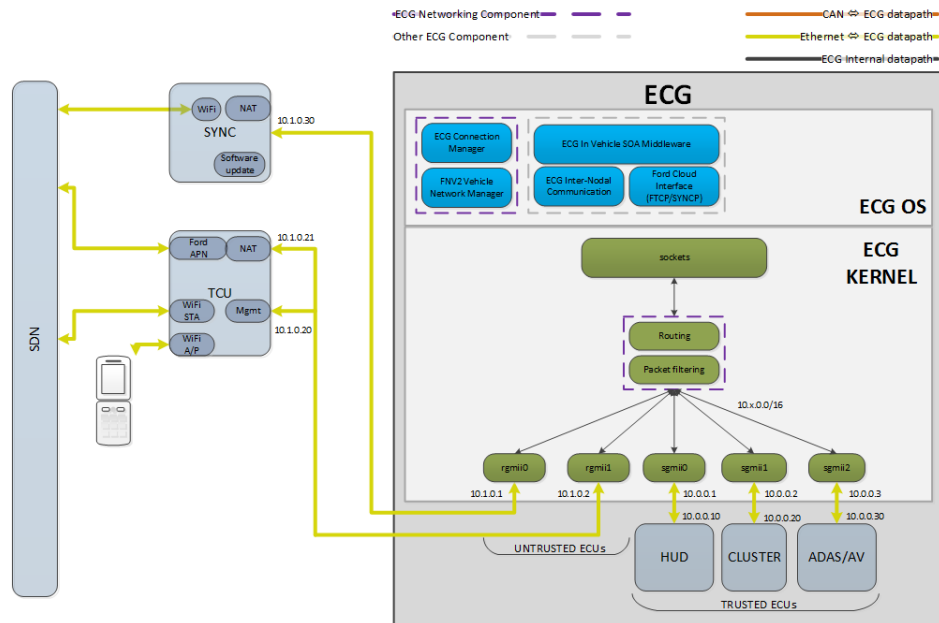 ECG Networking Component
Other ECG Component
CAN ⇔ ECG datapath
Ethernet ⇔ ECG datapath
ECG Internal datapath
ECG
WiFi
NAT
SYNC
Software
update
10.1.0.30
ECG Connection
Manager
FNV2 Vehicle
Network Manager
ECG In Vehicle SOA Middleware
ECG Inter-Nodal
Communication
Ford Cloud
Interface
(FTCP/SYNCP)
ECG OS
ECG
KERNEL
sockets
Routing
Packet filtering
10.x.0.0/16
Ford
APN
NAT
10.1.0.21
TCU
WiFi
STA
Mgmt
10.1.0.20
WiFi
A/P
SDN
rgmii0
rgmii1
sgmii0
sgmii1
sgmii2
10.1.0.1
10.1.0.2
10.0.0.1
10.0.0.2
10.0.0.3
10.0.0.10
10.0.0.20
10.0.0.30
UNTRUSTED ECUs
HUD
CLUSTER
ADAS/AV
TRUSTED ECUs